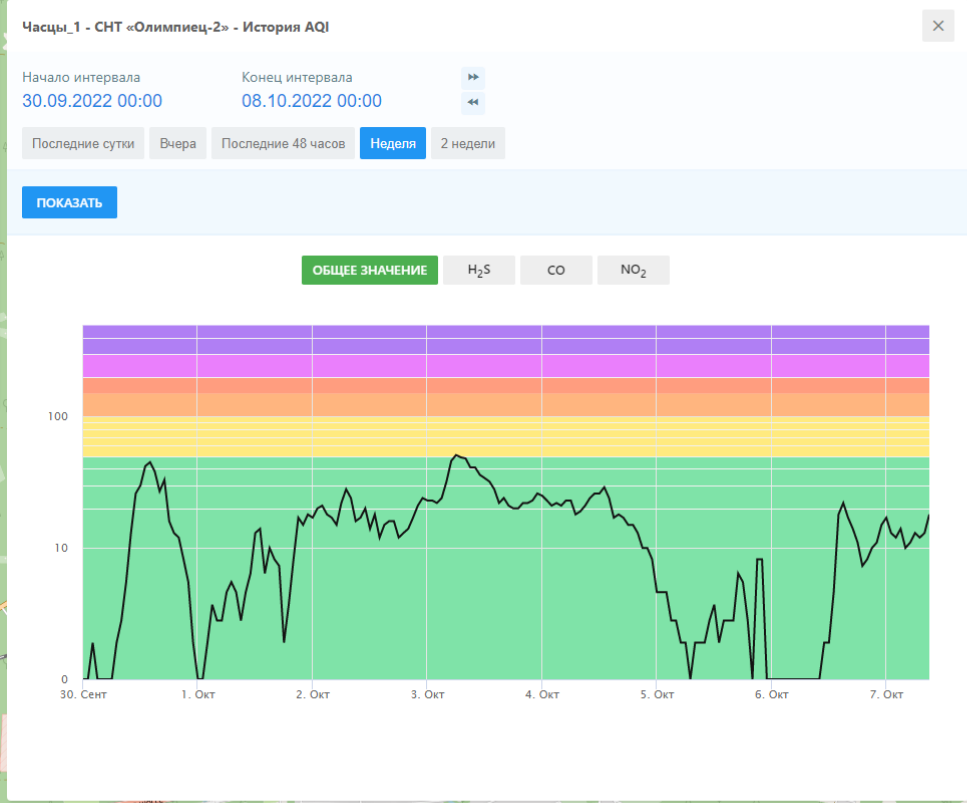 Часцы_1 - СНТ «Олимпиец-2» - История AQI
Начало интервала
Конец интервала
30.09.2022 00:00
08.10.2022 00:00
Последние сутки
Вчера
Последние 48 часов
Неделя
2 недели
ПОКАЗАТЬ
ОБЩЕЕ ЗНАЧЕНИЕ
H₂S
CO
NO₂
100
10
0
30. Сент
1. Окт
2. Окт
3. Окт
4. Окт
5. Окт
6. Окт
7. Окт